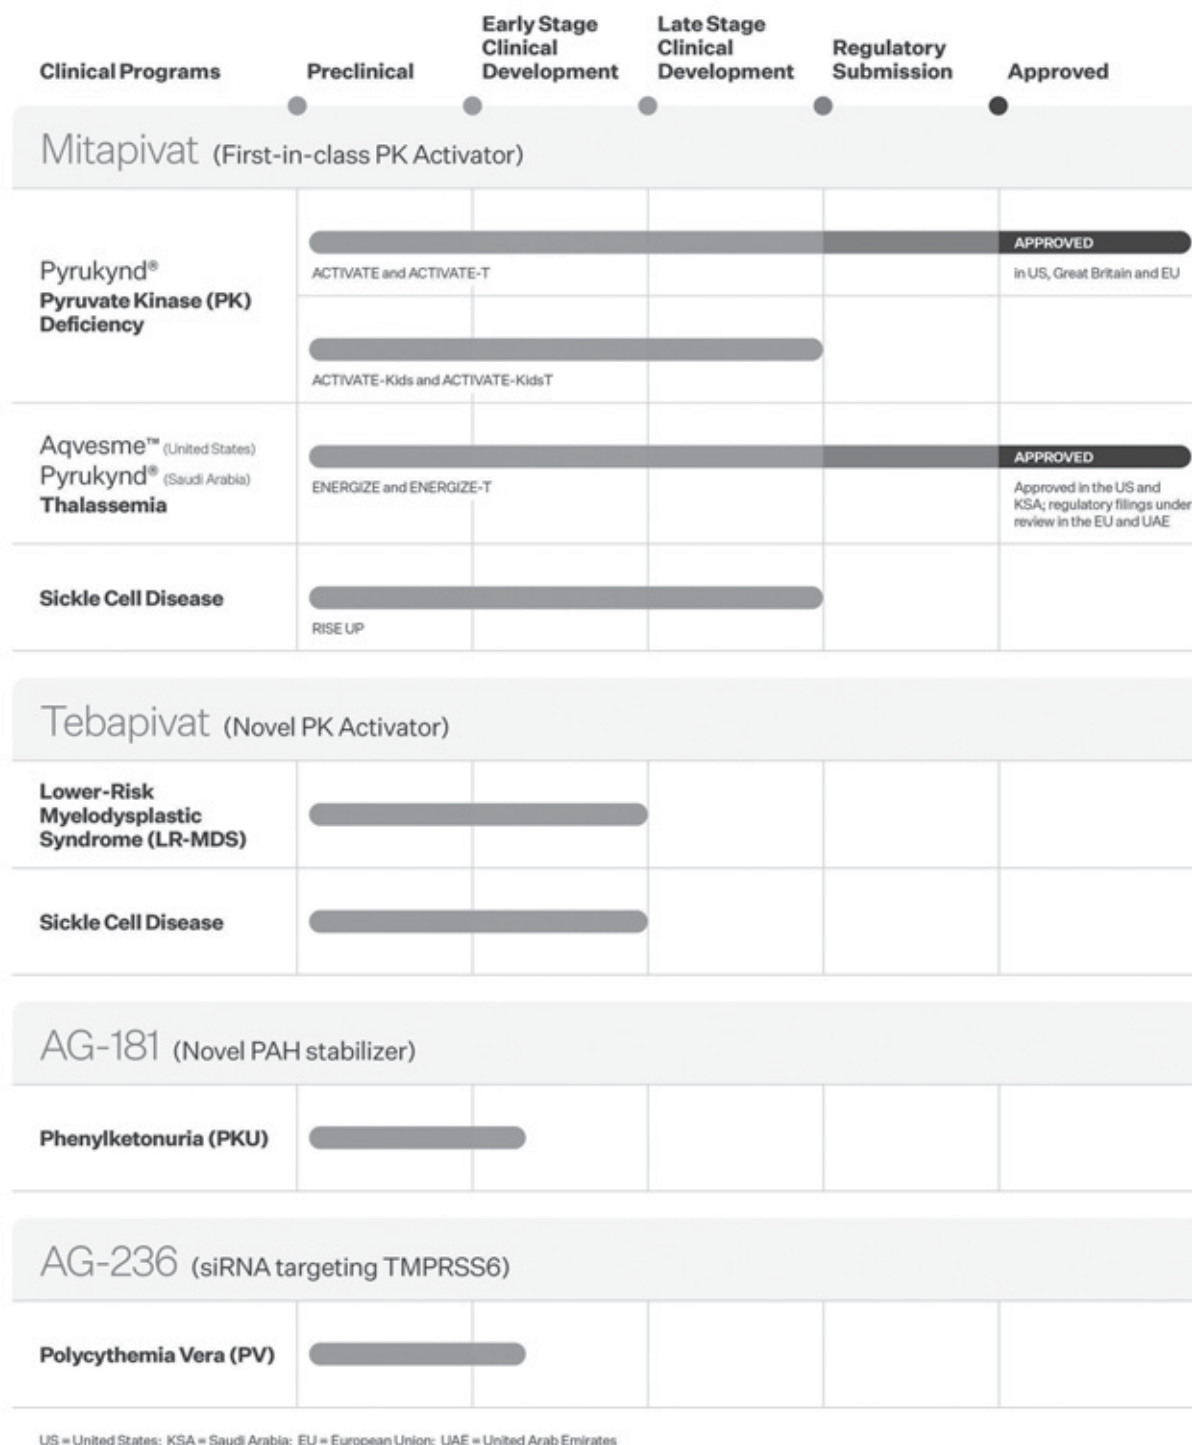 Clinical Programs
Preclinical
Early Stage
Clinical
Development
Late Stage
Clinical
Development
Regulatory
Submission
Approved
Mitapivat (First-in-class PK Activator)
Pyrukynd®
Pyruvate Kinase (PK)
Deficiency
APPROVED
ACTIVATE and ACTIVATE-T
in US, Great Britain and EU
ACTIVATE-Kids and ACTIVATE-KidsT
Aqvesme™ (United States)
Pyrukynd® (Saudi Arabia)
Thalassemia
APPROVED
ENERGIZE and ENERGIZE-T
Approved in the US and
KSA; regulatory filings under
review in the EU and UAE
Sickle Cell Disease
RISE UP
Tebapivat (Novel PK Activator)
Lower-Risk
Myelodysplastic
Syndrome (LR-MDS)
Sickle Cell Disease
AG-181 (Novel PAH stabilizer)
Phenylketonuria (PKU)
AG-236 (siRNA targeting TMPRSS6)
Polycythemia Vera (PV)
US = United States; KSA = Saudi Arabia; EU = European Union; UAE = United Arab Emirates